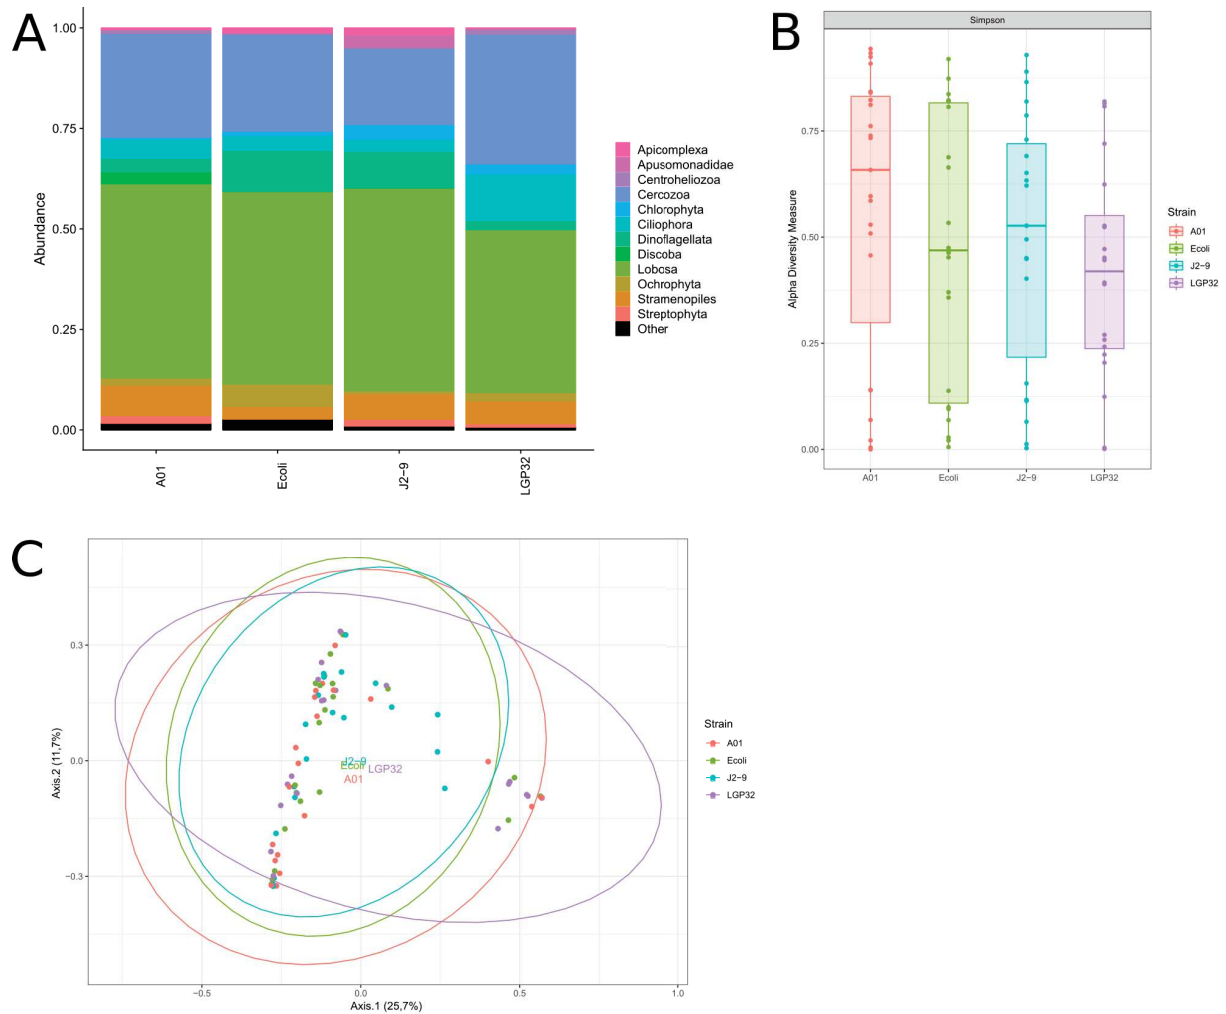 A
1.00
0.75
0.50
0.25
0.00
Abundance
A01
Ecoli
J2−9
LGP32
Apicomplexa
Apusomonadidae
Centroheliozoa
Cercozoa
Chlorophyta
Ciliophora
Dinoflagellata
Discoba
Lobosa
Ochrophyta
Stramenopiles
Streptophyta
Other
B
Simpson
0.75
0.50
0.25
0.00
Alpha Diversity Measure
A01
Ecoli
J2−9
LGP32
Strain
A01
Ecoli
J2−9
LGP32
C
0.3
0.0
−0.3
Axis.2 (11,7%)
J2−9
Ecoli
LGP32
A01
−0.5
0.0
0.5
1.0
Axis.1 (25,7%)
Strain
A01
Ecoli
J2−9
LGP32